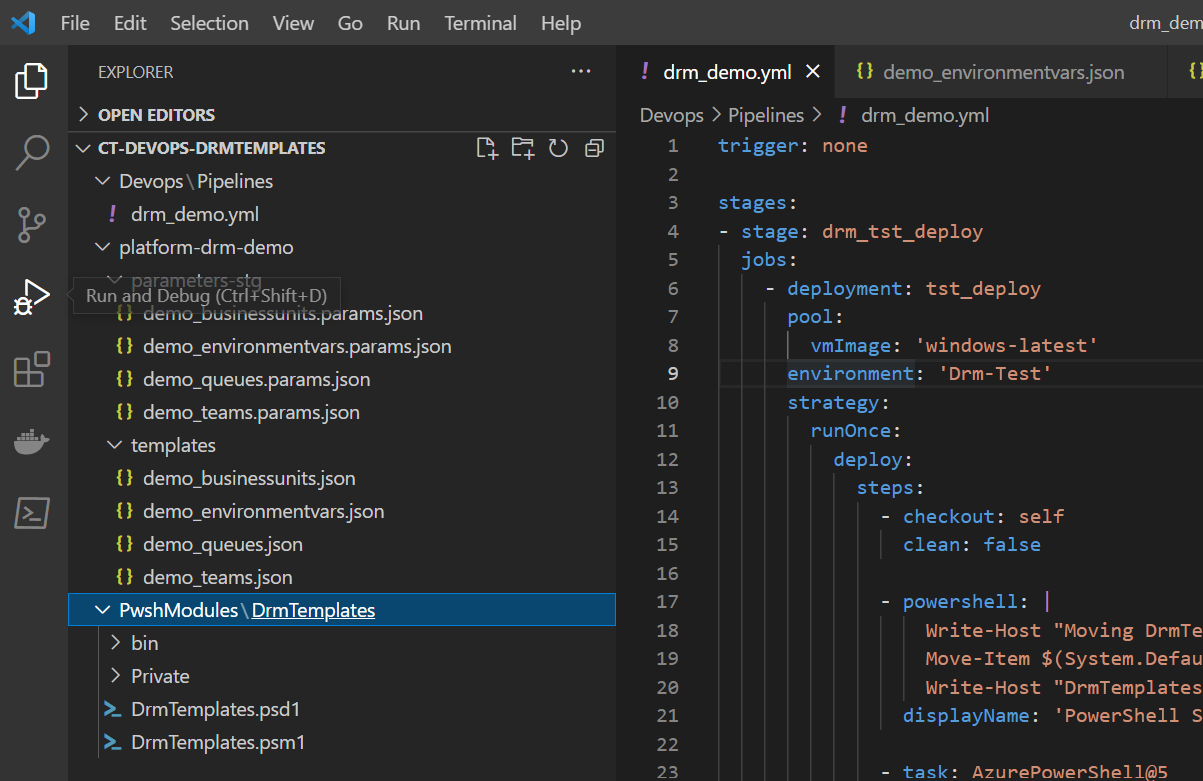 File Edit Selection View Go Run Terminal Help drm_dem
EXPLORER
OPEN EDITORS
CT-DEVOPS-DRMTEMPLATES
Devops\Pipelines
! drm_demo.yml
platform-drm-demo
parameters-stg
Run and Debug (Ctrl+Shift+D)
{} demo_businessunits.params.json
{} demo_environmentvars.params.json
{} demo_queues.params.json
{} demo_teams.params.json
templates
{} demo_businessunits.json
{} demo_environmentvars.json
{} demo_queues.json
{} demo_teams.json
PwshModules\DrmTemplates
bin
Private
DrmTemplates.psd1
DrmTemplates.psm1
! drm_demo.yml {} demo_environmentvars.json {}
Devops > Pipelines > ! drm_demo.yml
1 trigger: none
2
3 stages:
4 - stage: drm_tst_deploy
5 jobs:
6 - deployment: tst_deploy
7 pool:
8 vmImage: 'windows-latest'
9 environment: 'Drm-Test'
10 strategy:
11 runOnce:
12 deploy:
13 steps:
14 - checkout: self
15 clean: false
16
17 - powershell: |
18 Write-Host "Moving DrmTe
19 Move-Item $(System.Defau
20 Write-Host "DrmTemplates
21 displayName: 'PowerShell S
22
23 - task: AzurePowerShell@5